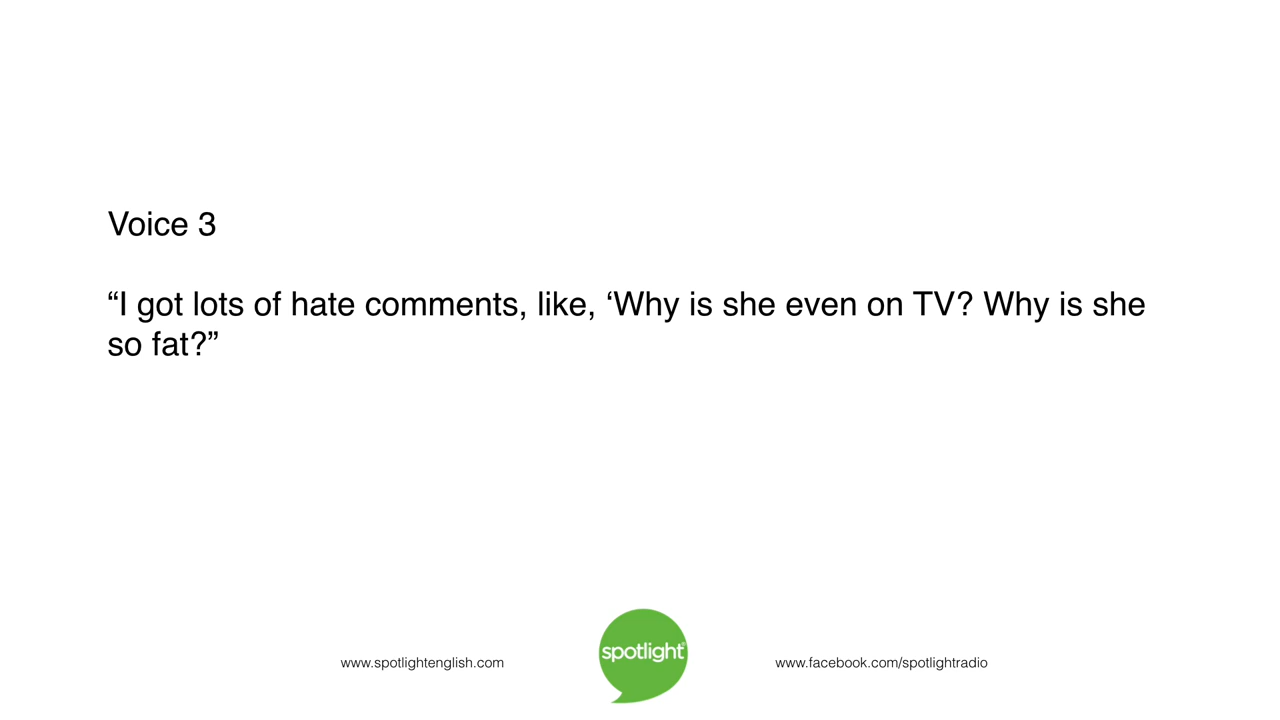 Voice 3
“I got lots of hate comments, like, ‘Why is she even on TV? Why is she
so fat?”
www.spotlightenglish.com
spotlight®
www.facebook.com/spotlightradio